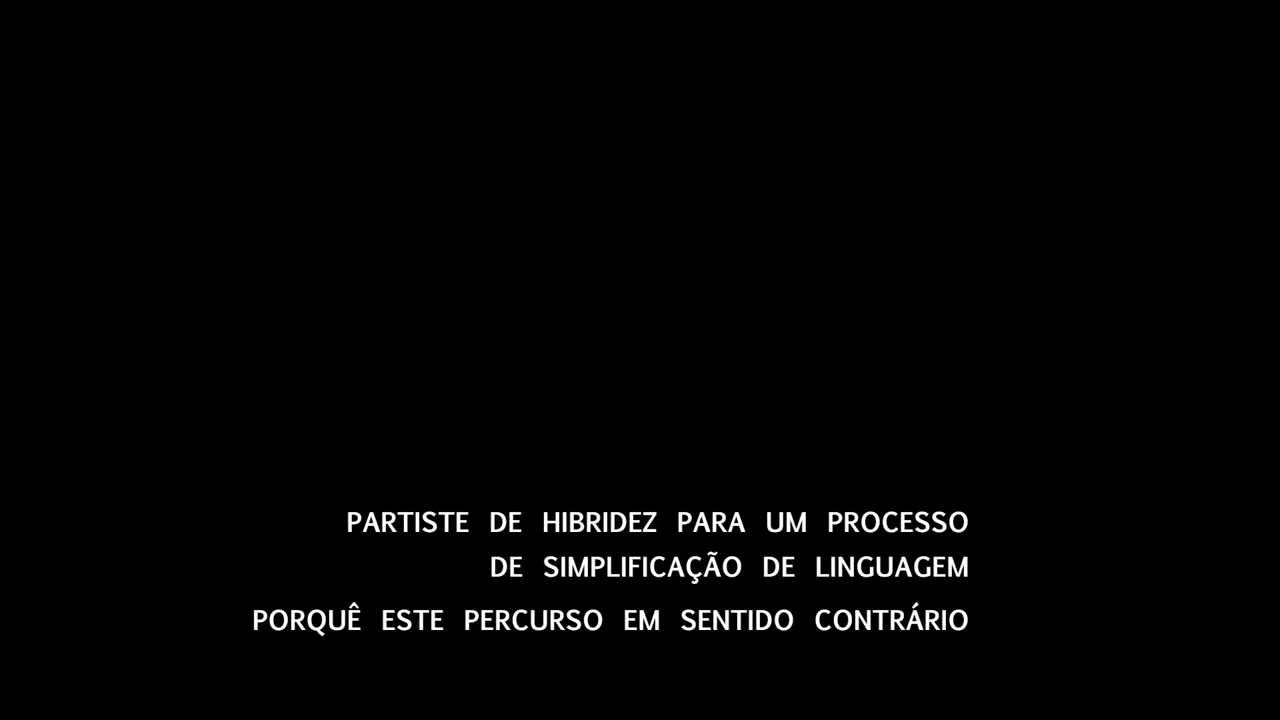 PARTISTE DE HIBRIDEZ PARA UM PROCESSO
DE SIMPLIFICAÇÃO DE LINGUAGEM
PORQUÊ ESTE PERCURSO EM SENTIDO CONTRÁRIO